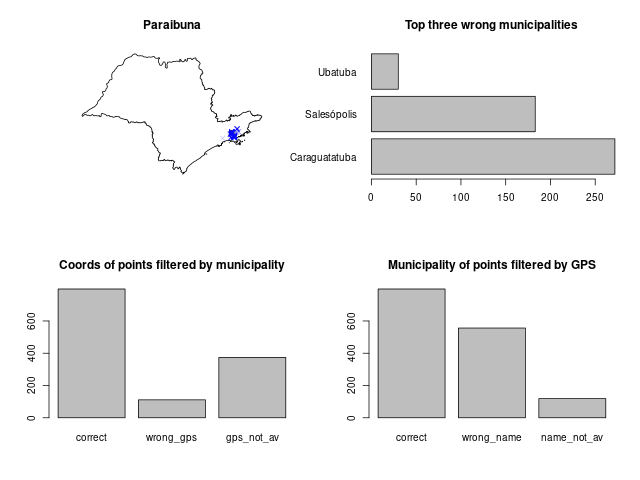 Paraibuna
Top three wrong municipalities
Ubatuba
Salesópolis
Caraguatatuba
0 50 100 150 200 250
Coords of points filtered by municipality
0 200 400 600
correct wrong_gps gps_not_av
Municipality of points filtered by GPS
0 200 400 600
correct wrong_name name_not_av